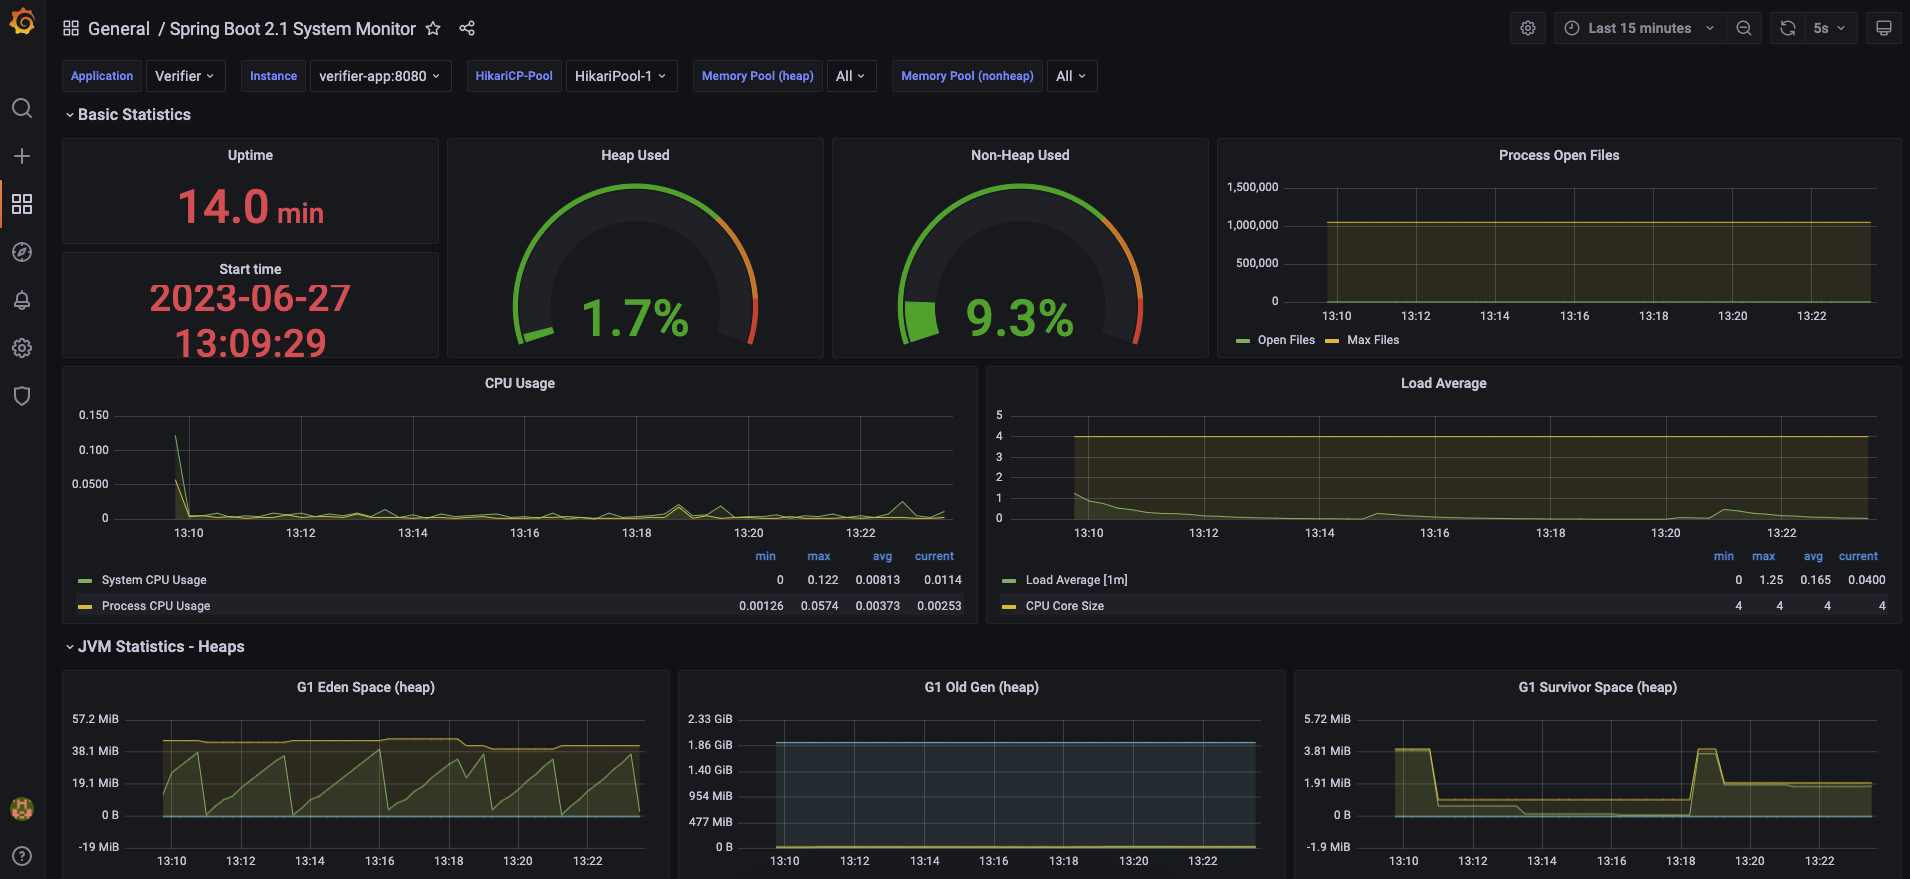 General / Spring Boot 2.1 System Monitor
Last 15 minutes
5s
Application Verifier Instance verifier-app:8080 HikariCP-Pool HikariPool-1 Memory Pool (heap) All Memory Pool (nonheap) All
Basic Statistics
Uptime
14.0 min
Start time
2023-06-27
13:09:29
Heap Used
1.7%
Non-Heap Used
9.3%
Process Open Files
1,500,000
1,000,000
500,000
0
13:10 13:12 13:14 13:16 13:18 13:20 13:22
Open Files Max Files
CPU Usage
0.150
0.100
0.0500
0
13:10 13:12 13:14 13:16 13:18 13:20 13:22
min max avg current
System CPU Usage 0 0.122 0.00813 0.0114
Process CPU Usage 0.00126 0.0574 0.00373 0.00253
Load Average
5
4
3
2
1
0
13:10 13:12 13:14 13:16 13:18 13:20 13:22
min max avg current
Load Average [1m] 0 1.25 0.165 0.0400
CPU Core Size 4 4 4 4
JVM Statistics - Heaps
G1 Eden Space (heap)
57.2 MiB
38.1 MiB
19.1 MiB
0 B
-19 MiB
13:10 13:12 13:14 13:16 13:18 13:20 13:22
G1 Old Gen (heap)
2.33 GiB
1.86 GiB
1.40 GiB
954 MiB
477 MiB
0 B
13:10 13:12 13:14 13:16 13:18 13:20 13:22
G1 Survivor Space (heap)
5.72 MiB
3.81 MiB
1.91 MiB
0 B
-1.9 MiB
13:10 13:12 13:14 13:16 13:18 13:20 13:22